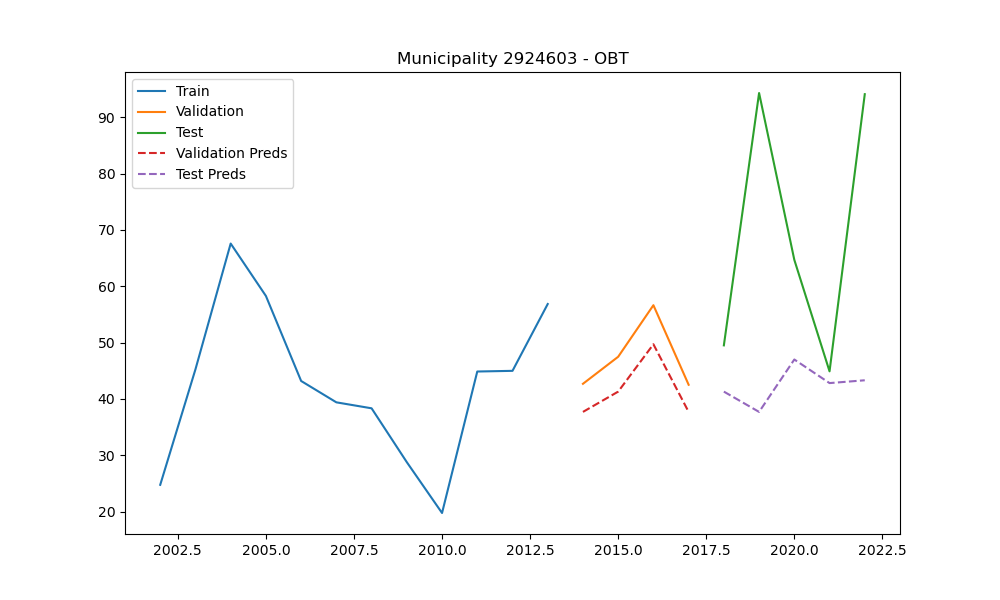 Municipality 2924603 - OBT
Train
Validation
Test
Validation Preds
Test Preds
90
80
70
60
50
40
30
20
2002.5 2005.0 2007.5 2010.0 2012.5 2015.0 2017.5 2020.0 2022.5